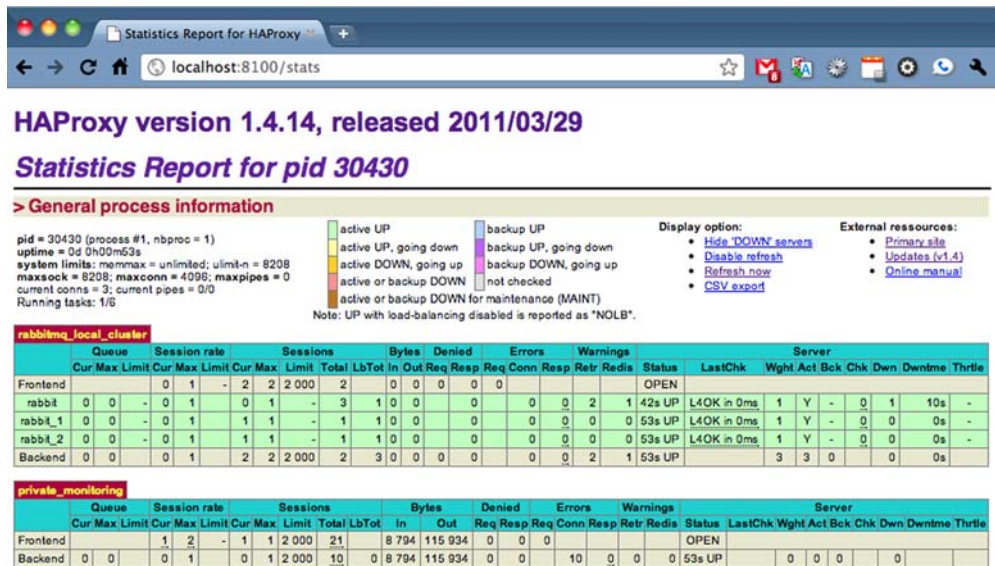 Statistics Report for HAProxy
localhost:8100/stats
8
HAProxy version 1.4.14, released 2011/03/29
Statistics Report for pid 30430
> General process information
pid = 30430 (process #1, nbproc = 1)
uptime = 0d 0h00m53s
system limits: memmax = unlimited; ulimit-n = 8208
maxsock = 8208; maxconn = 4096; maxpipes = 0
current conns = 3; current pipes = 0/0
Running tasks: 1/6
active UP backup UP
active UP, going down backup UP, going down
active DOWN, going up backup DOWN, going up
active or backup DOWN not checked
active or backup DOWN for maintenance (MAINT)
Note: UP with load-balancing disabled is reported as "NOLB".
Display option:
• Hide 'DOWN' servers
• Disable refresh
• Refresh now
• CSV export
External ressources:
• Primary site
• Updates (v1.4)
• Online manual
rabbitmq_local_cluster
Queue Session rate Sessions Bytes Denied Errors Warnings Server
Cur Max Limit Cur Max Limit Cur Max Limit Total LbTot In Out Req Resp Req Conn Resp Retr Redis Status LastChk Wght Act Bck Chk Dwn Dwntme Thrtle
Frontend 0 1 - 2 2 2 000 2 0 0 0 0 0 OPEN
rabbit 0 0 - 0 1 0 1 - 3 1 0 0 0 0 0 2 1 42s UP L4OK in 0ms 1 Y - 0 1 10s -
rabbit_1 0 0 - 0 1 1 1 - 1 1 0 0 0 0 0 0 0 53s UP L4OK in 0ms 1 Y - 0 0 0s -
rabbit_2 0 0 - 0 1 1 1 - 1 1 0 0 0 0 0 0 0 53s UP L4OK in 0ms 1 Y - 0 0 0s -
Backend 0 0 0 1 2 2 2 000 2 3 0 0 0 0 0 0 2 1 53s UP 3 3 0 0 0s
private_monitoring
Queue Session rate Sessions Bytes Denied Errors Warnings Server
Cur Max Limit Cur Max Limit Cur Max Limit Total LbTot In Out Req Resp Req Conn Resp Retr Redis Status LastChk Wght Act Bck Chk Dwn Dwntme Thrtle
Frontend 1 2 - 1 1 2 000 21 8 794 115 934 0 0 0 OPEN
Backend 0 0 0 1 0 1 2 000 10 0 8 794 115 934 0 0 10 0 0 0 53s UP 0 0 0 0